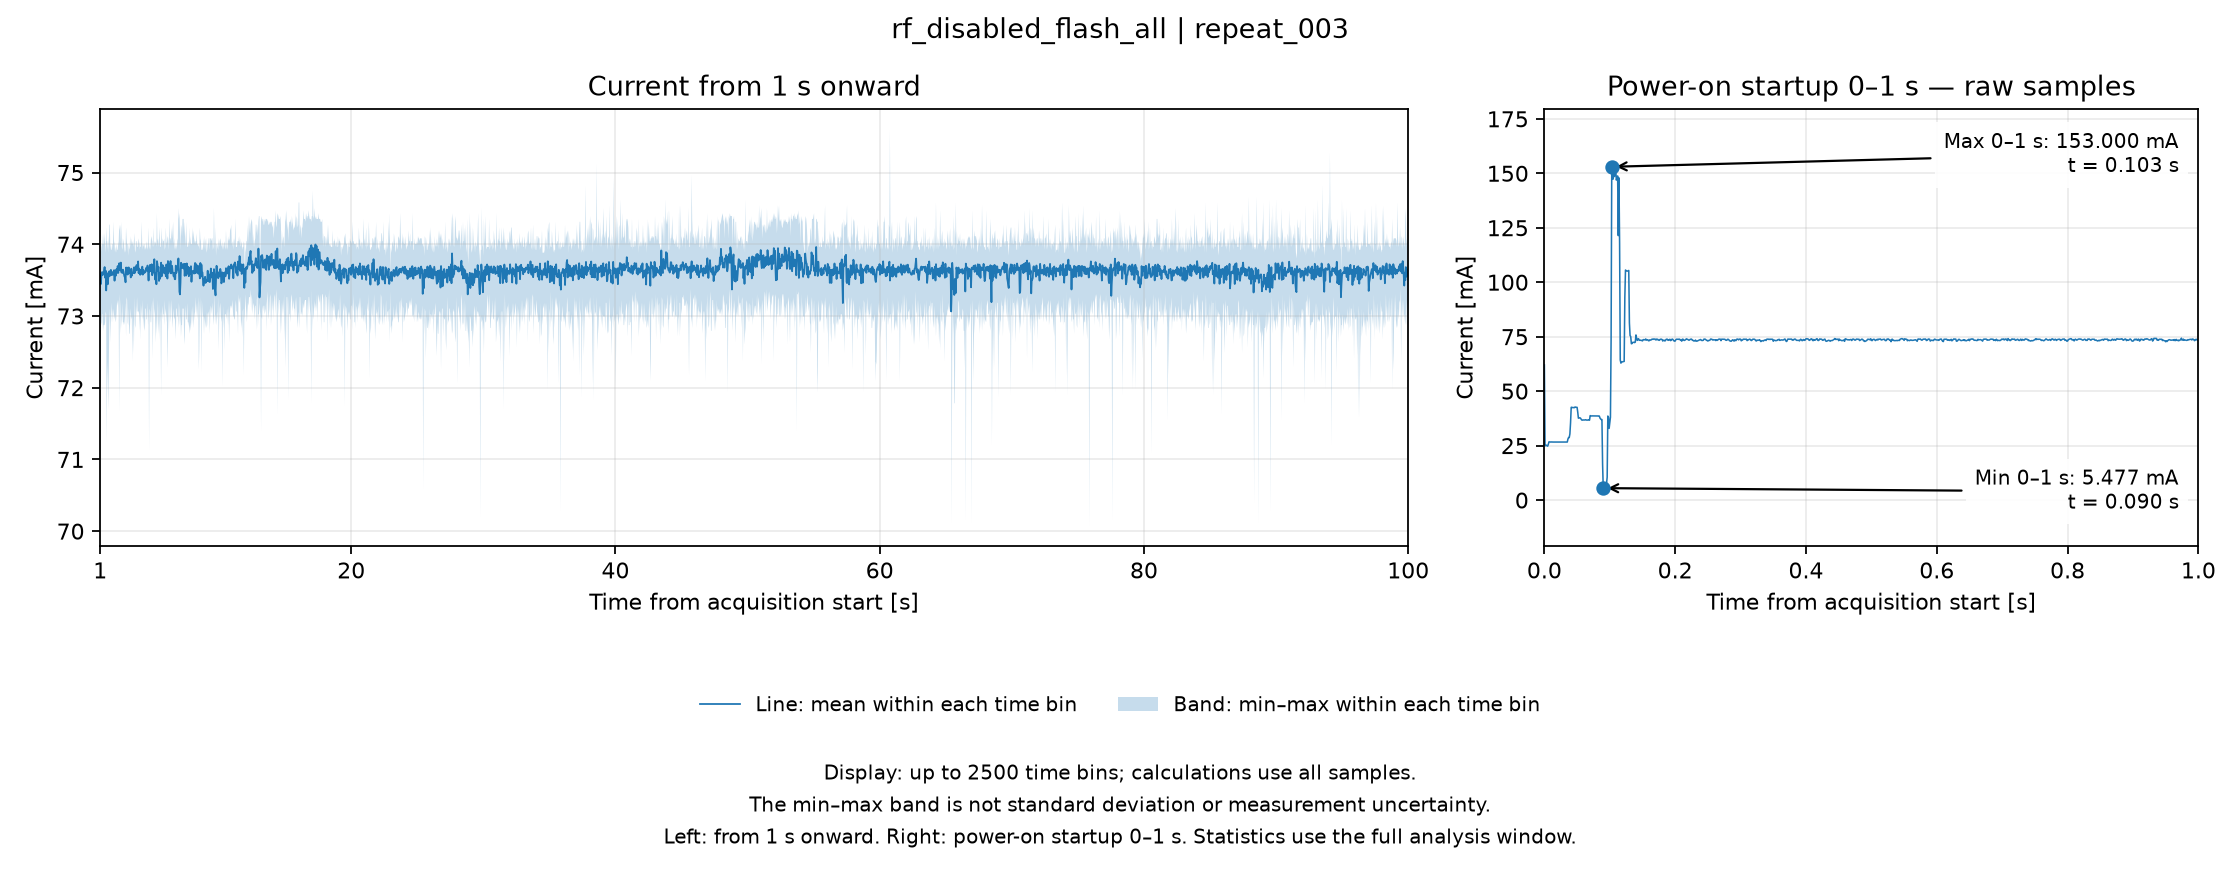 rf_disabled_flash_all | repeat_003
Current from 1 s onward
Current [mA]
75
74
73
72
71
70
1
20
40
60
80
100
Time from acquisition start [s]
Power-on startup 0–1 s — raw samples
Current [mA]
175
150
125
100
75
50
25
0
Max 0–1 s: 153.000 mA
t = 0.103 s
Min 0–1 s: 5.477 mA
t = 0.090 s
0.0
0.2
0.4
0.6
0.8
1.0
Time from acquisition start [s]
Line: mean within each time bin
Band: min–max within each time bin
Display: up to 2500 time bins; calculations use all samples.
The min–max band is not standard deviation or measurement uncertainty.
Left: from 1 s onward. Right: power-on startup 0–1 s. Statistics use the full analysis window.